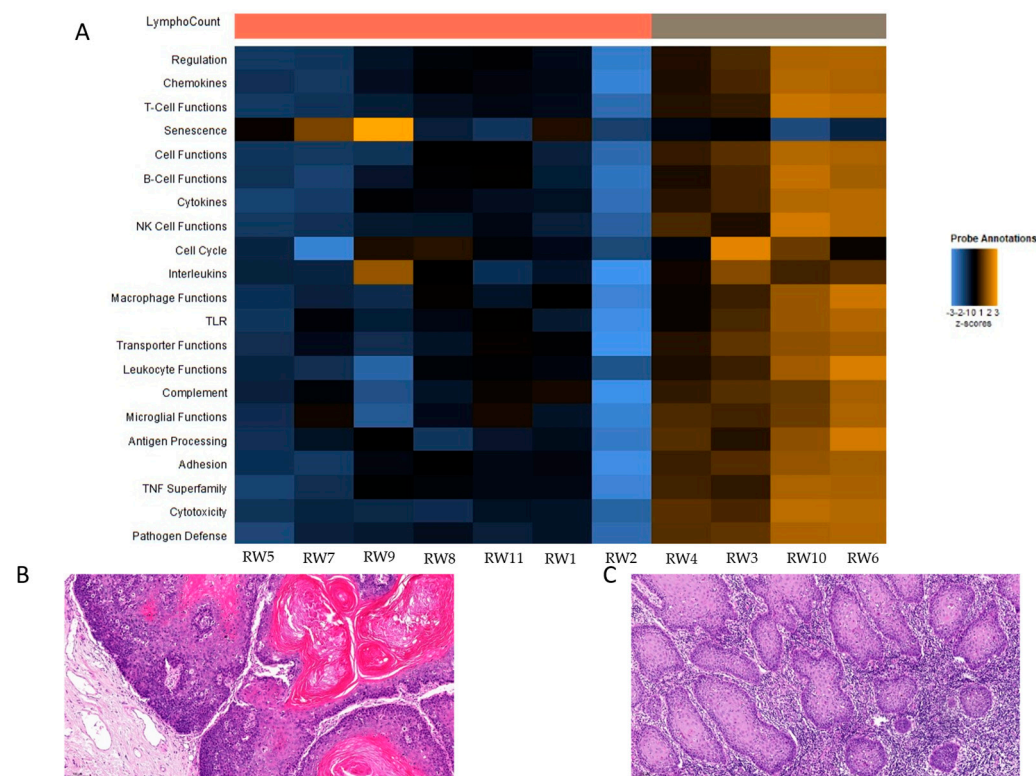 A
LymphoCount
Regulation
Chemokines
T-Cell Functions
Senescence
Cell Functions
B-Cell Functions
Cytokines
NK Cell Functions
Cell Cycle
Interleukins
Macrophage Functions
TLR
Transporter Functions
Leukocyte Functions
Complement
Microglial Functions
Antigen Processing
Adhesion
TNF Superfamily
Cytotoxicity
Pathogen Defense
RW5 RW7 RW9 RW8 RW11 RW1 RW2 RW4 RW3 RW10 RW6
Probe Annotations
-3-2-10 1 2 3
z-scores
B
C